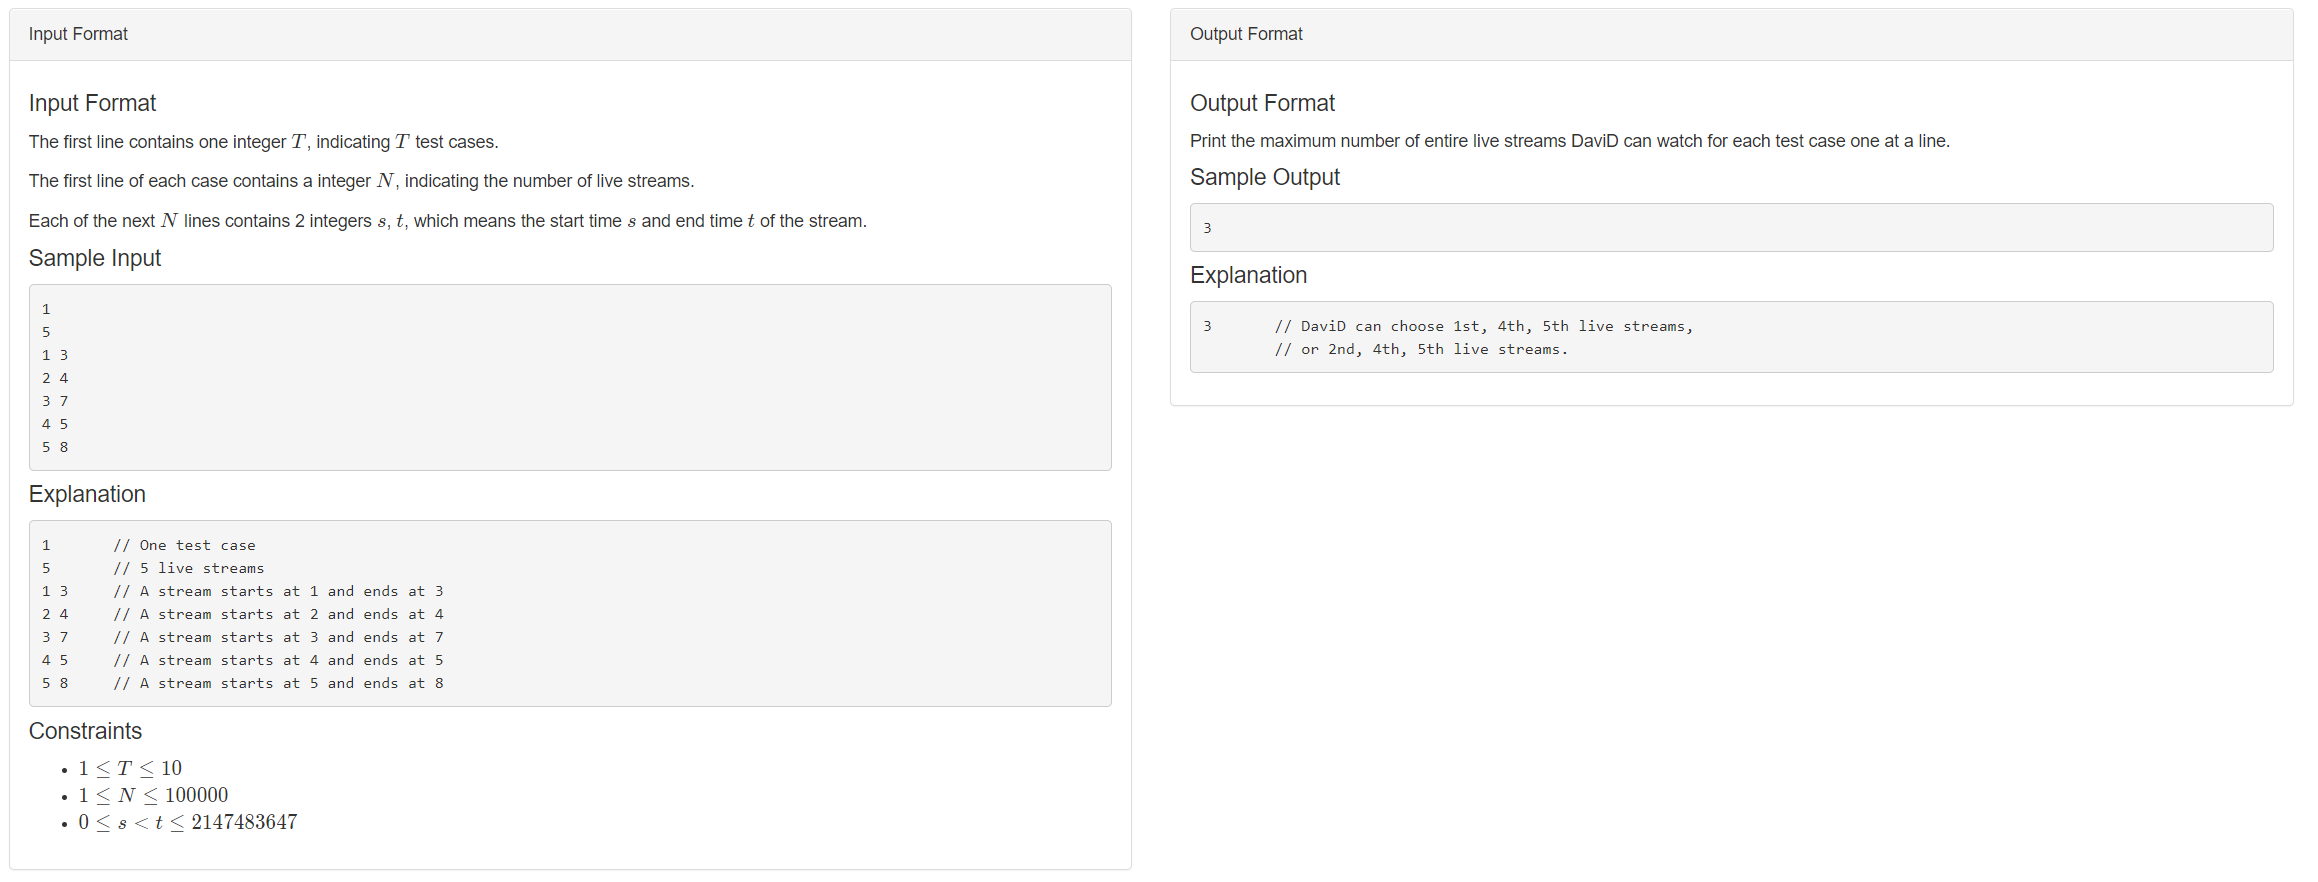 Input Format
Input Format
The first line contains one integer T, indicating T test cases.
The first line of each case contains a integer N, indicating the number of live streams.
Each of the next N lines contains 2 integers s, t, which means the start time s and end time t of the stream.
Sample Input
1
5
1 3
2 4
3 7
4 5
5 8
Explanation
1       // One test case
5       // 5 live streams
1 3     // A stream starts at 1 and ends at 3
2 4     // A stream starts at 2 and ends at 4
3 7     // A stream starts at 3 and ends at 7
4 5     // A stream starts at 4 and ends at 5
5 8     // A stream starts at 5 and ends at 8
Constraints
• 1 ≤ T ≤ 10
• 1 ≤ N ≤ 100000
• 0 ≤ s < t ≤ 2147483647
Output Format
Output Format
Print the maximum number of entire live streams DaviD can watch for each test case one at a line.
Sample Output
3
Explanation
3       // DaviD can choose 1st, 4th, 5th live streams,
        // or 2nd, 4th, 5th live streams.